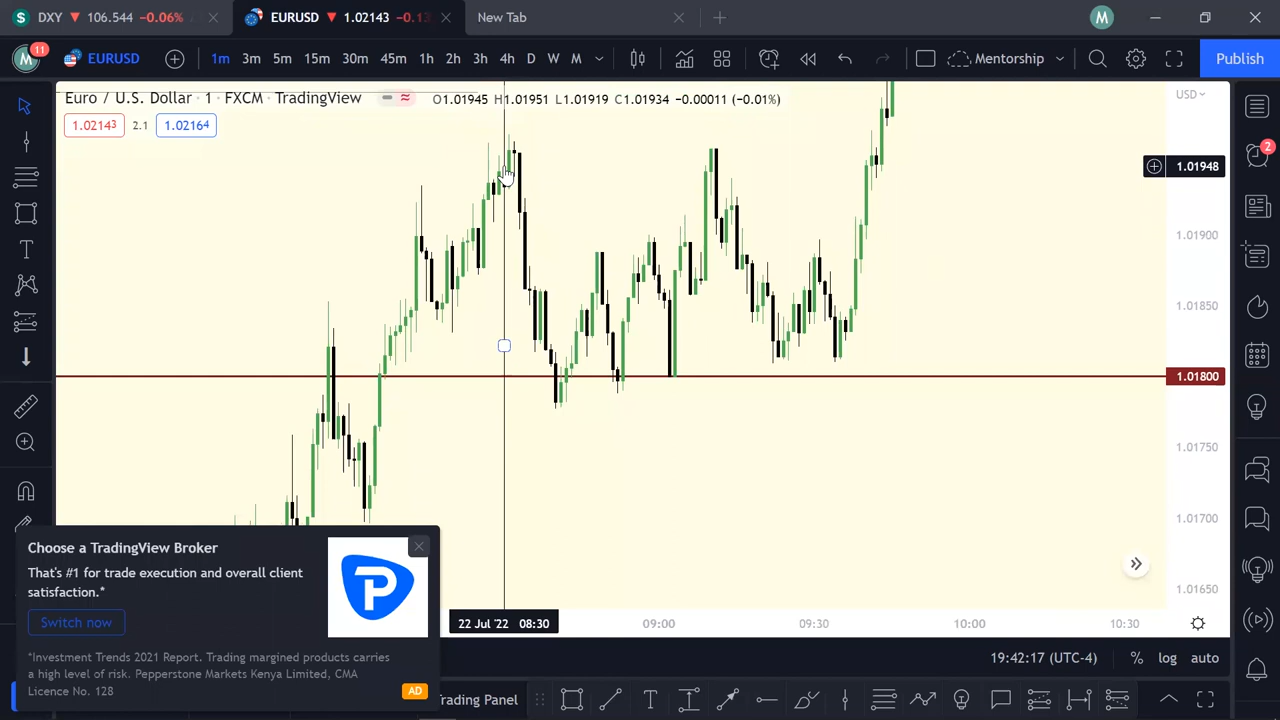 DXY 106.544 -0.06%
EURUSD 1.02143 -0.13
New Tab
M
M 11
EURUSD
1m 3m 5m 15m 30m 45m 1h 2h 3h 4h D W M
Mentorship
Publish
Euro / U.S. Dollar · 1 · FXCM · TradingView
O1.01945 H1.01951 L1.01919 C1.01934 -0.00011 (-0.01%)
USD
1.02143 2.1 1.02164
2
1.01948
1.01900
1.01850
1.01800
1.01750
1.01700
1.01650
Choose a TradingView Broker
That's #1 for trade execution and overall client
satisfaction.*
Switch now
*Investment Trends 2021 Report. Trading margined products carries
a high level of risk. Pepperstone Markets Kenya Limited, CMA
Licence No. 128
AD
22 Jul '22 08:30
09:00
09:30
10:00
10:30
19:42:17 (UTC-4)
% log auto
Trading Panel